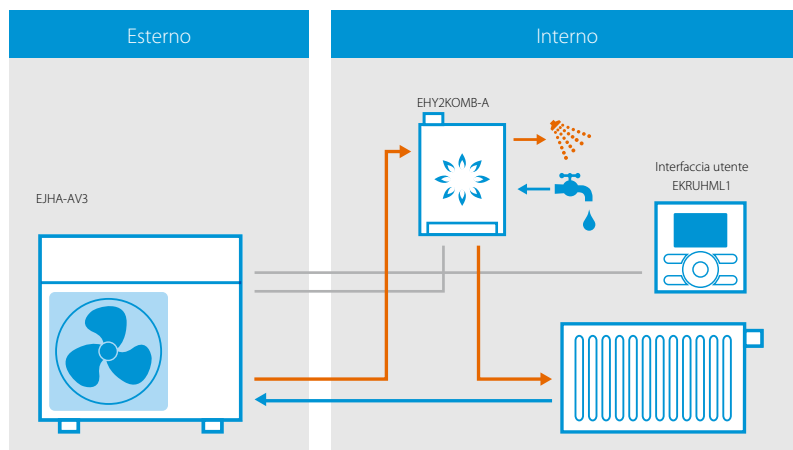 Esterno
Interno
EHY2KOMB-A
Interfaccia utente
EKRUHML1
EJHA-AV3